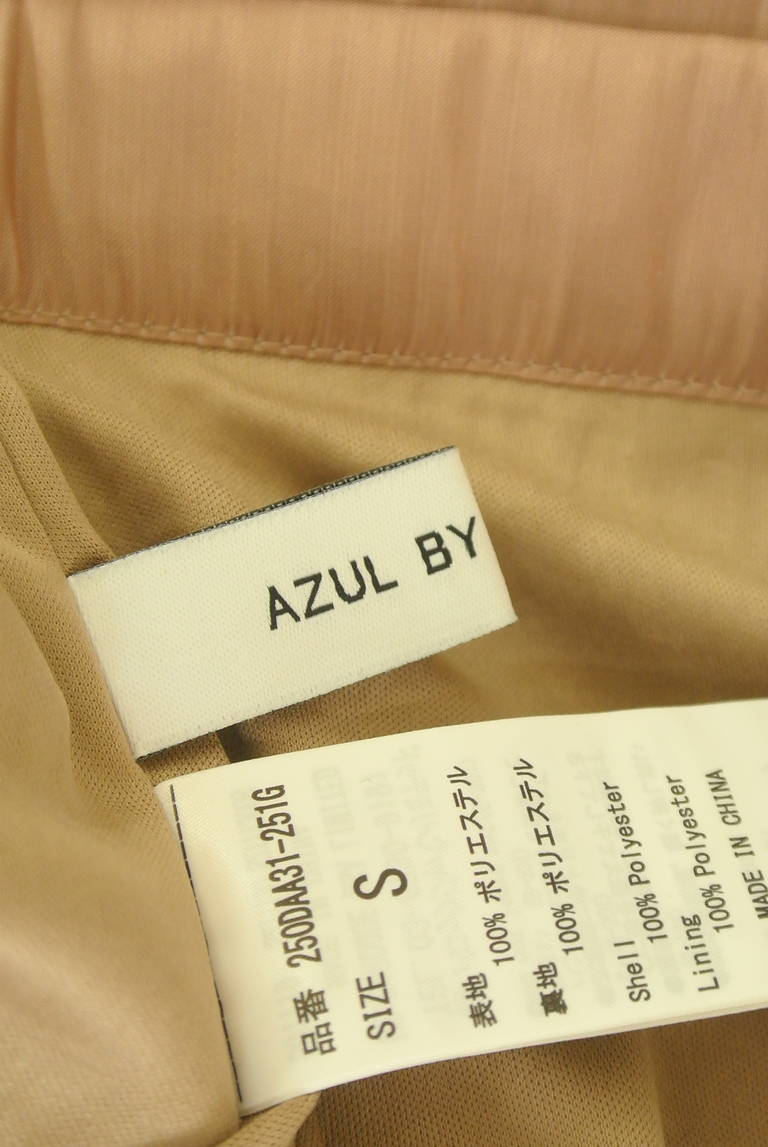 AZUL BY
品番 250DAA31-251G
SIZE S
表地
100% ポリエステル
裏地
100% ポリエステル
Shell
100% Polyester
Lining
100% Polyester
MADE IN CHINA